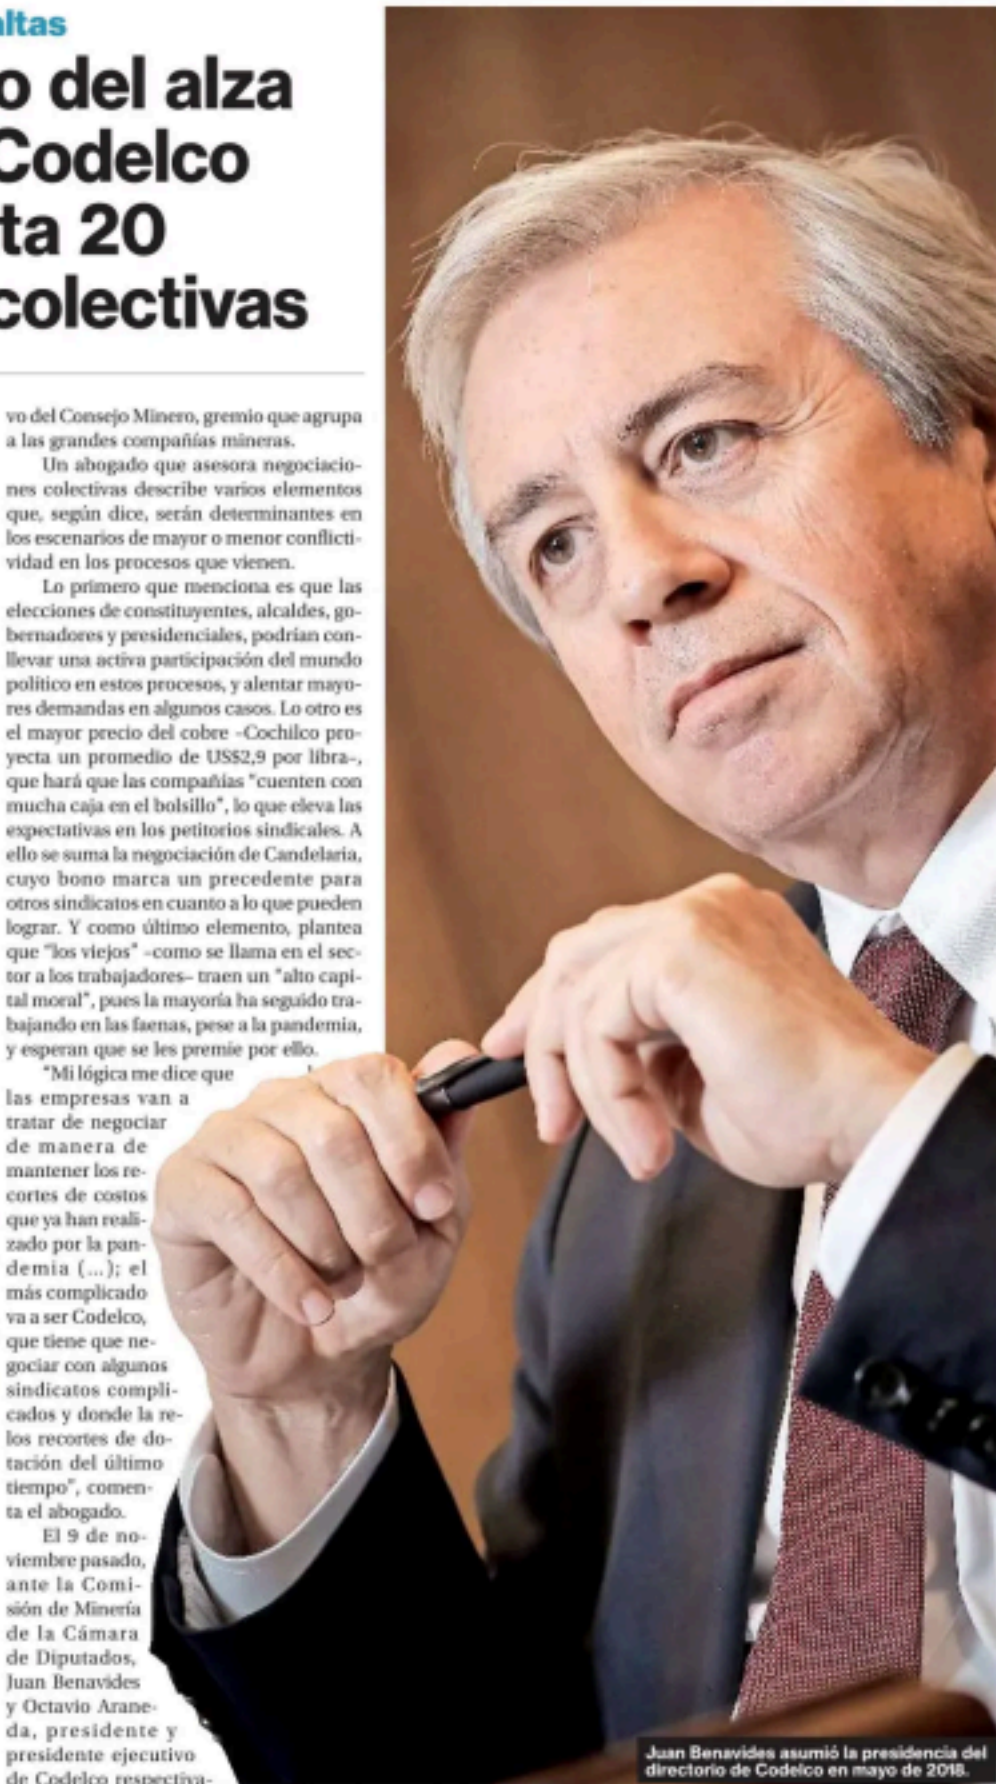 altas
o del alza
Codelco
ta 20
colectivas
vo del Consejo Minero, gremio que agrupa
a las grandes compañías mineras.
Un abogado que asesora negociacio-
nes colectivas describe varios elementos
que, según dice, serán determinantes en
los escenarios de mayor o menor conflicti-
vidad en los procesos que vienen.
Lo primero que menciona es que las
elecciones de constituyentes, alcaldes, go-
bernadores y presidenciales, podrían con-
llevar una activa participación del mundo
político en estos procesos, y alentar mayo-
res demandas en algunos casos. Lo otro es
el mayor precio del cobre -Cochilco pro-
yecta un promedio de US$2,9 por libra-,
que hará que las compañías "cuenten con
mucha caja en el bolsillo", lo que eleva las
expectativas en los petitorios sindicales. A
ello se suma la negociación de Candelaria,
cuyo bono marca un precedente para
otros sindicatos en cuanto a lo que pueden
lograr. Y como último elemento, plantea
que "los viejos" -como se llama en el sec-
tor a los trabajadores- traen un "alto capi-
tal moral", pues la mayoría ha seguido tra-
bajando en las faenas, pese a la pandemia,
y esperan que se les premie por ello.
"Mi lógica me dice que
las empresas van a
tratar de negociar
de manera de
mantener los re-
cortes de costos
que ya han reali-
zado por la pan-
demia (...); el
más complicado
va a ser Codelco,
que tiene que ne-
gociar con algunos
sindicatos compli-
cados y donde la re-
los recortes de do-
tación del último
tiempo", comen-
ta el abogado.
El 9 de no-
viembre pasado,
ante la Comi-
sión de Minería
de la Cámara
de Diputados,
Juan Benavides
y Octavio Arane-
da, presidente y
presidente ejecutivo
de Codelco respectiva-
Juan Benavides asumió la presidencia del
directorio de Codelco en mayo de 2018.